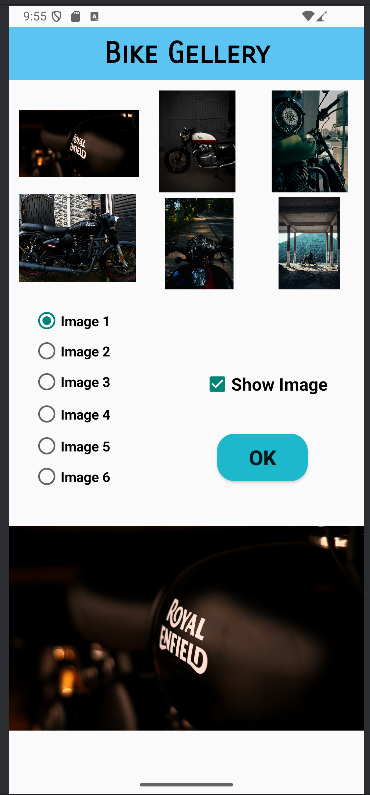 9:55
A
BIKE GELLERY
ROYAL
ENFIELD
Image 1
Image 2
Image 3
Image 4
Image 5
Image 6
Show Image
OK
ROYAL
ENFIELD